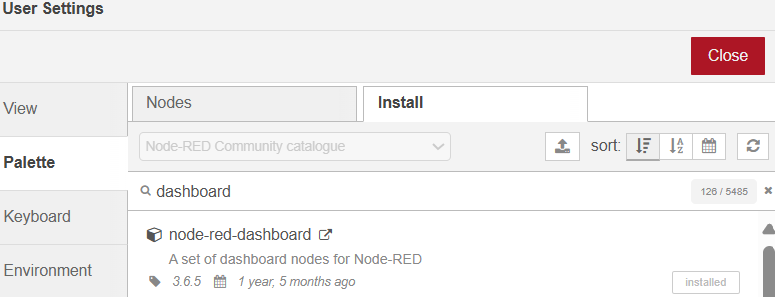 User Settings
Close
View
Nodes
Install
Palette
Node-RED Community catalogue
sort:
dashboard
126 / 5485
Keyboard
node-red-dashboard
A set of dashboard nodes for Node-RED
Environment
3.6.5
1 year, 5 months ago
installed